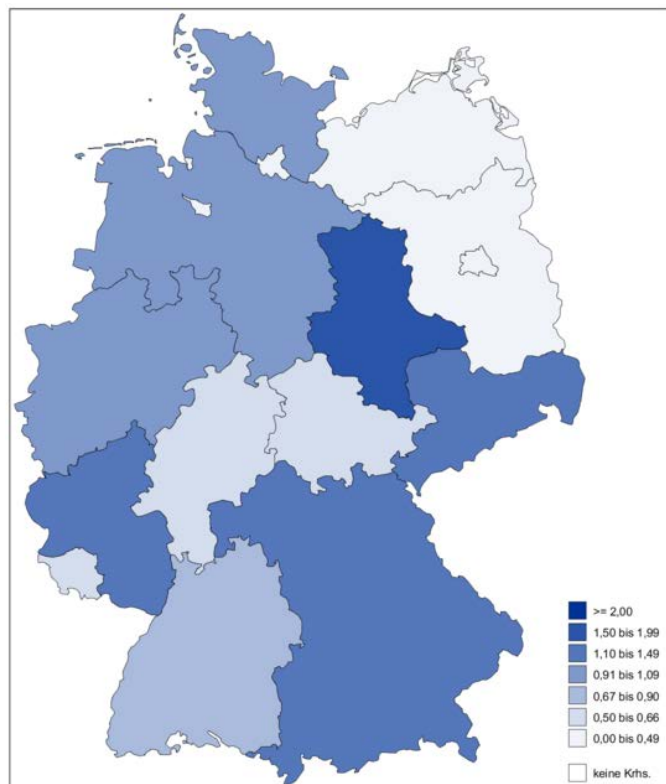 >= 2,00
1,50 bis 1,99
1,10 bis 1,49
0,91 bis 1,09
0,67 bis 0,90
0,50 bis 0,66
0,00 bis 0,49
keine Krhs.